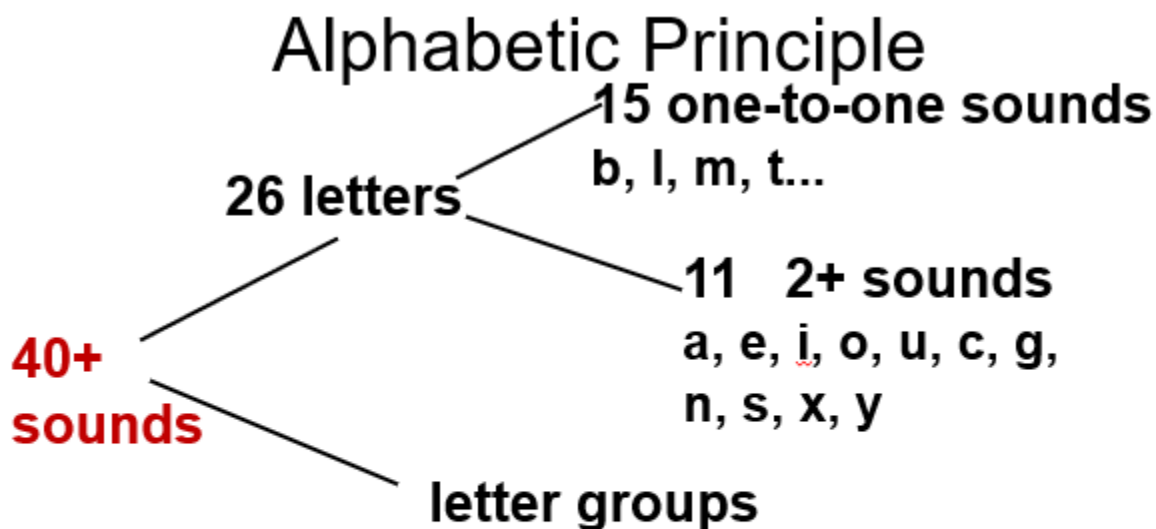 Alphabetic Principle
15 one-to-one sounds
b, l, m, t...
26 letters
11 2+ sounds
a, e, i, o, u, c, g,
n, s, x, y
40+
sounds
letter groups